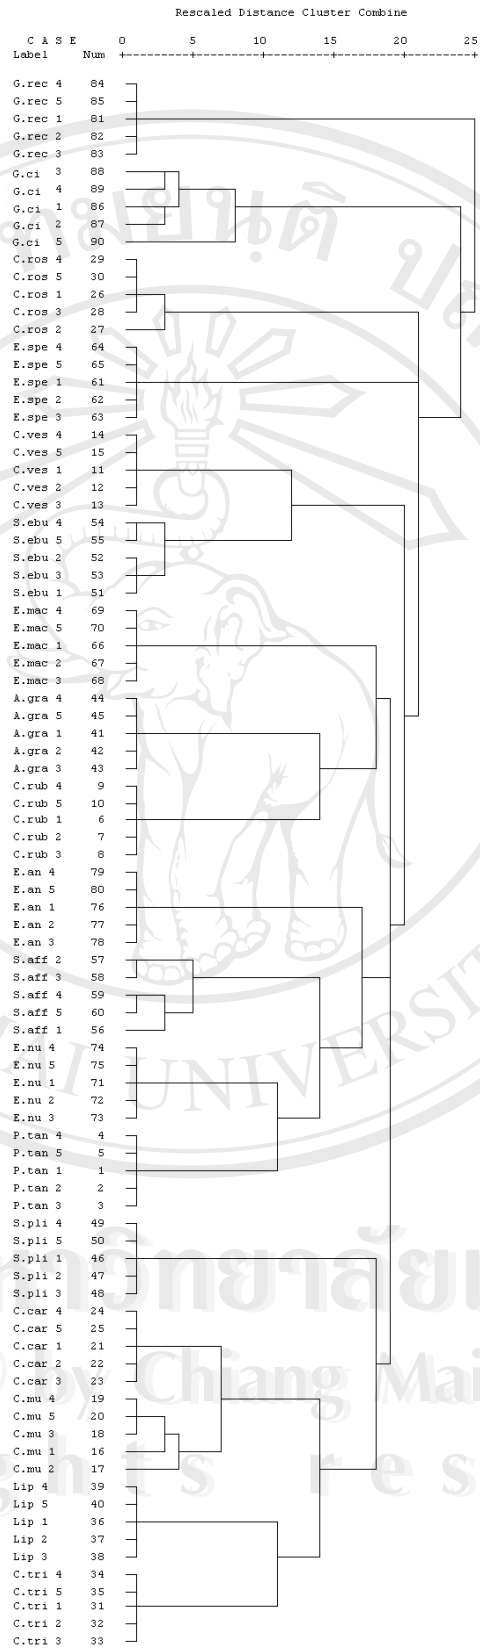 Rescaled Distance Cluster Combine
C A S E 0 5 10 15 20 25
Label Num
G.rec 4 84
G.rec 5 85
G.rec 1 81
G.rec 2 82
G.rec 3 83
G.ci 3 88
G.ci 4 89
G.ci 1 86
G.ci 2 87
G.ci 5 90
C.ros 4 29
C.ros 5 30
C.ros 1 26
C.ros 3 28
C.ros 2 27
E.spe 4 64
E.spe 5 65
E.spe 1 61
E.spe 2 62
E.spe 3 63
C.ves 4 14
C.ves 5 15
C.ves 1 11
C.ves 2 12
C.ves 3 13
S.ebu 4 54
S.ebu 5 55
S.ebu 2 52
S.ebu 3 53
S.ebu 1 51
E.mac 4 69
E.mac 5 70
E.mac 1 66
E.mac 2 67
E.mac 3 68
A.gra 4 44
A.gra 5 45
A.gra 1 41
A.gra 2 42
A.gra 3 43
C.rub 4 9
C.rub 5 10
C.rub 1 6
C.rub 2 7
C.rub 3 8
E.an 4 79
E.an 5 80
E.an 1 76
E.an 2 77
E.an 3 78
S.aff 2 57
S.aff 3 58
S.aff 4 59
S.aff 5 60
S.aff 1 56
E.nu 4 74
E.nu 5 75
E.nu 1 71
E.nu 2 72
E.nu 3 73
P.tan 4 4
P.tan 5 5
P.tan 1 1
P.tan 2 2
P.tan 3 3
S.pli 4 49
S.pli 5 50
S.pli 1 46
S.pli 2 47
S.pli 3 48
C.car 4 24
C.car 5 25
C.car 1 21
C.car 2 22
C.car 3 23
C.mu 4 19
C.mu 5 20
C.mu 3 18
C.mu 1 16
C.mu 2 17
Lip 4 39
Lip 5 40
Lip 1 36
Lip 2 37
Lip 3 38
C.tri 4 34
C.tri 5 35
C.tri 1 31
C.tri 2 32
C.tri 3 33
by Chiang Mai